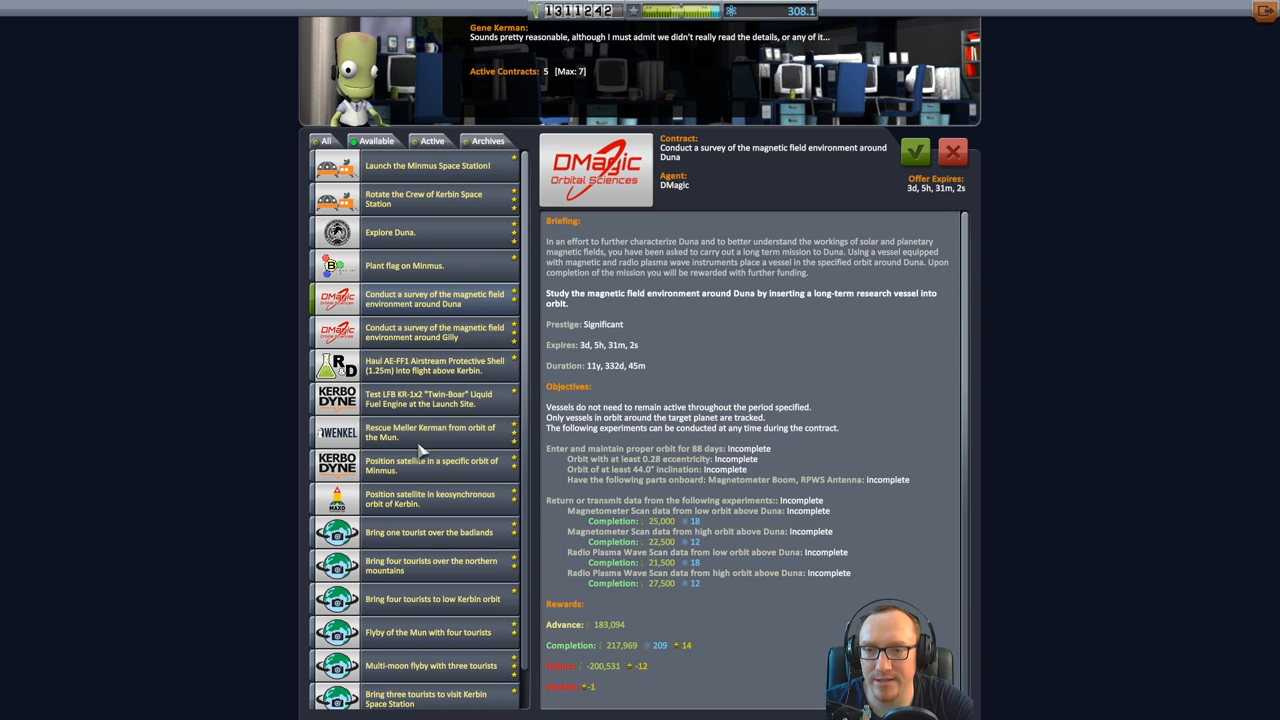 1311242
308.1
Gene Kerman:
Sounds pretty reasonable, although I must admit we didn't really read the details, or any of it...
Active Contracts: 5 [Max: 7]
All
Available
Active
Archives
Launch the Minmus Space Station!
Rotate the Crew of Kerbin Space
Station
Explore Duna.
Plant flag on Minmus.
DMagic
Conduct a survey of the magnetic field
environment around Duna
DMagic
Conduct a survey of the magnetic field
environment around Gilly
R&D
Haul AE-FF1 Airstream Protective Shell
(1.25m) into flight above Kerbin.
KERBO
DYNE
Test LFB KR-1x2 "Twin-Boar" Liquid
Fuel Engine at the Launch Site.
WENKEL
Rescue Meller Kerman from orbit of
the Mun.
KERBO
DYNE
Position satellite in a specific orbit of
Minmus.
MAXO
Position satellite in keosynchronous
orbit of Kerbin.
Bring one tourist over the badlands
Bring four tourists over the northern
mountains
Bring four tourists to low Kerbin orbit
Flyby of the Mun with four tourists
Multi-moon flyby with three tourists
Bring three tourists to visit Kerbin
Space Station
DMagic
Orbital Sciences
Contract:
Conduct a survey of the magnetic field environment around
Duna
Agent:
DMagic
Offer Expires:
3d, 5h, 31m, 2s
Briefing:
In an effort to further characterize Duna and to better understand the workings of solar and planetary
magnetic fields, you have been asked to carry out a long term mission to Duna. Using a vessel equipped
with magnetic and radio plasma wave instruments place a vessel in the specified orbit around Duna. Upon
completion of the mission you will be rewarded with further funding.
Study the magnetic field environment around Duna by inserting a long-term research vessel into
orbit.
Prestige: Significant
Expires: 3d, 5h, 31m, 2s
Duration: 11y, 332d, 45m
Objectives:
Vessels do not need to remain active throughout the period specified.
Only vessels in orbit around the target planet are tracked.
The following experiments can be conducted at any time during the contract.
Enter and maintain proper orbit for 88 days: Incomplete
Orbit with at least 0.28 eccentricity: Incomplete
Orbit of at least 44.0° inclination: Incomplete
Have the following parts onboard: Magnetometer Boom, RPWS Antenna: Incomplete
Return or transmit data from the following experiments:: Incomplete
Magnetometer Scan data from low orbit above Duna: Incomplete
Completion: 25,000 18
Magnetometer Scan data from high orbit above Duna: Incomplete
Completion: 22,500 12
Radio Plasma Wave Scan data from low orbit above Duna: Incomplete
Completion: 21,500 18
Radio Plasma Wave Scan data from high orbit above Duna: Incomplete
Completion: 27,500 12
Rewards:
Advance: 183,094
Completion: 217,969 209 14
Failure: -200,531 -12
Decline: -1